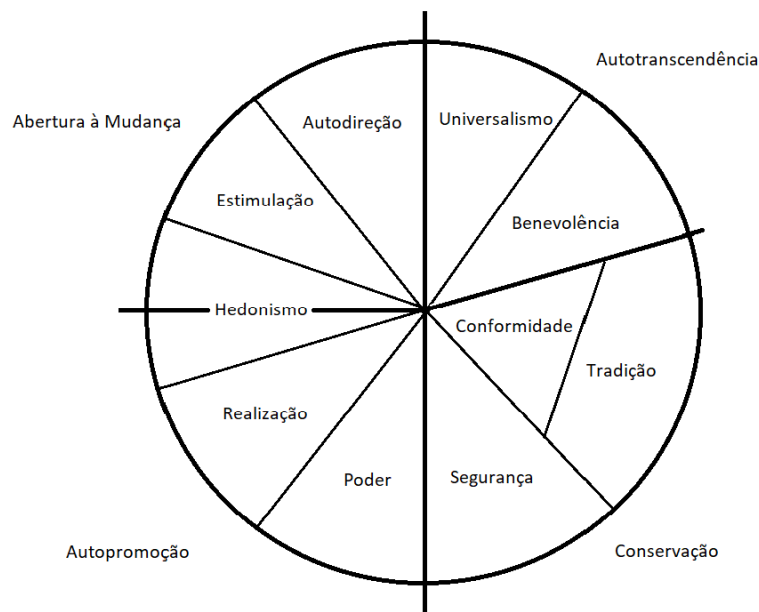 Autotranscendência
Abertura à Mudança
Autodireção
Universalismo
Estimulação
Benevolência
Hedonismo
Conformidade
Tradição
Realização
Poder
Segurança
Autopromoção
Conservação